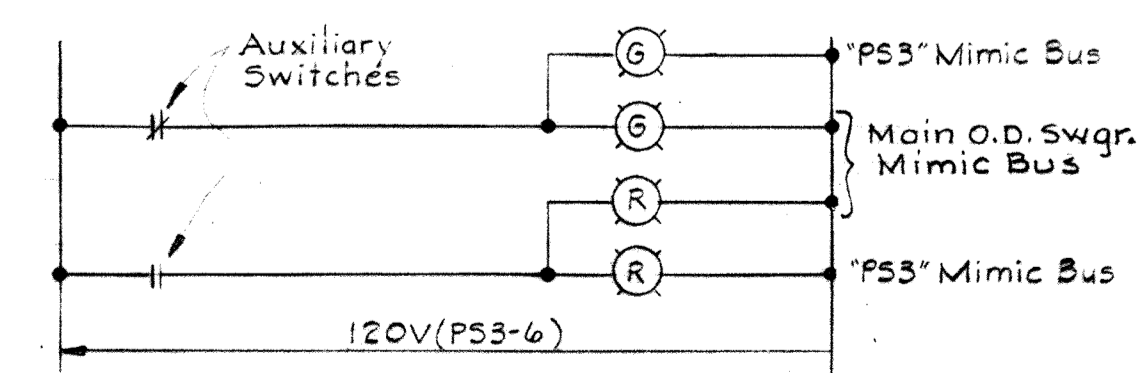 Auxiliary
Switches
G
"PS3" Mimic Bus
G
Main O.D. Swgr.
Mimic Bus
R
R
"PS3" Mimic Bus
120V(PS3-6)